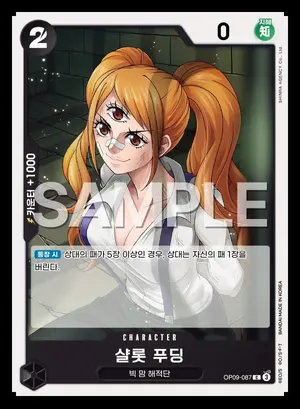 2
0
지혜
知
카운터 +1000
SAMPLE
등장 시 상대의 패가 5장 이상인 경우, 상대는 자신의 패 1장을
버린다.
CHARACTER
샬롯 푸딩
빅 맘 해적단
OP09-087 C 3